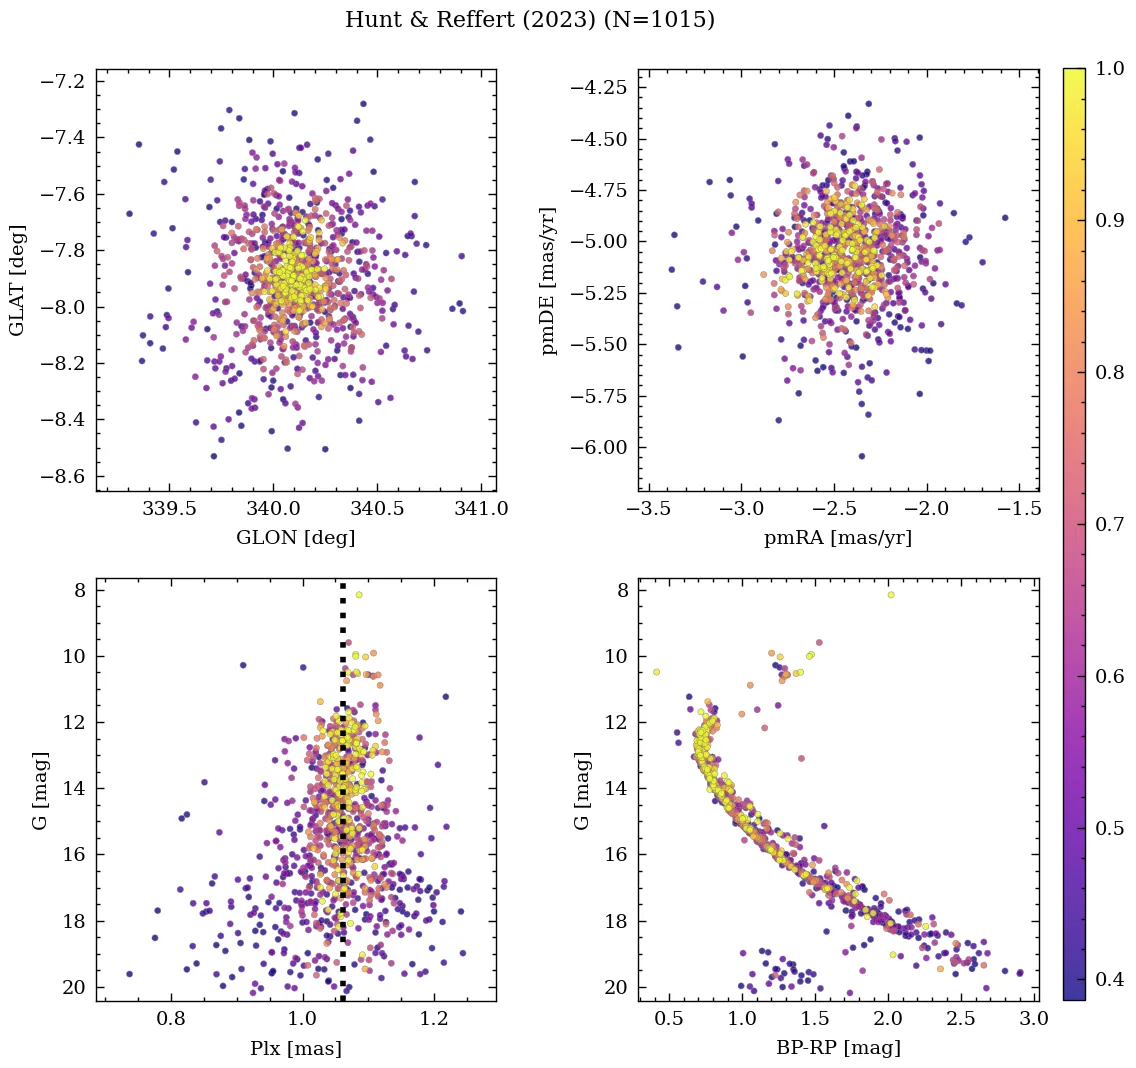 Hunt & Reffert (2023) (N=1015)
−7.2
−7.4
−7.6
−7.8
−8.0
−8.2
−8.4
−8.6
GLAT [deg]
339.5 340.0 340.5 341.0
GLON [deg]
−4.25
−4.50
−4.75
−5.00
−5.25
−5.50
−5.75
−6.00
pmDE [mas/yr]
−3.5 −3.0 −2.5 −2.0 −1.5
pmRA [mas/yr]
8
10
12
14
16
18
20
G [mag]
0.8 1.0 1.2
Plx [mas]
8
10
12
14
16
18
20
G [mag]
0.5 1.0 1.5 2.0 2.5 3.0
BP-RP [mag]
1.0
0.9
0.8
0.7
0.6
0.5
0.4